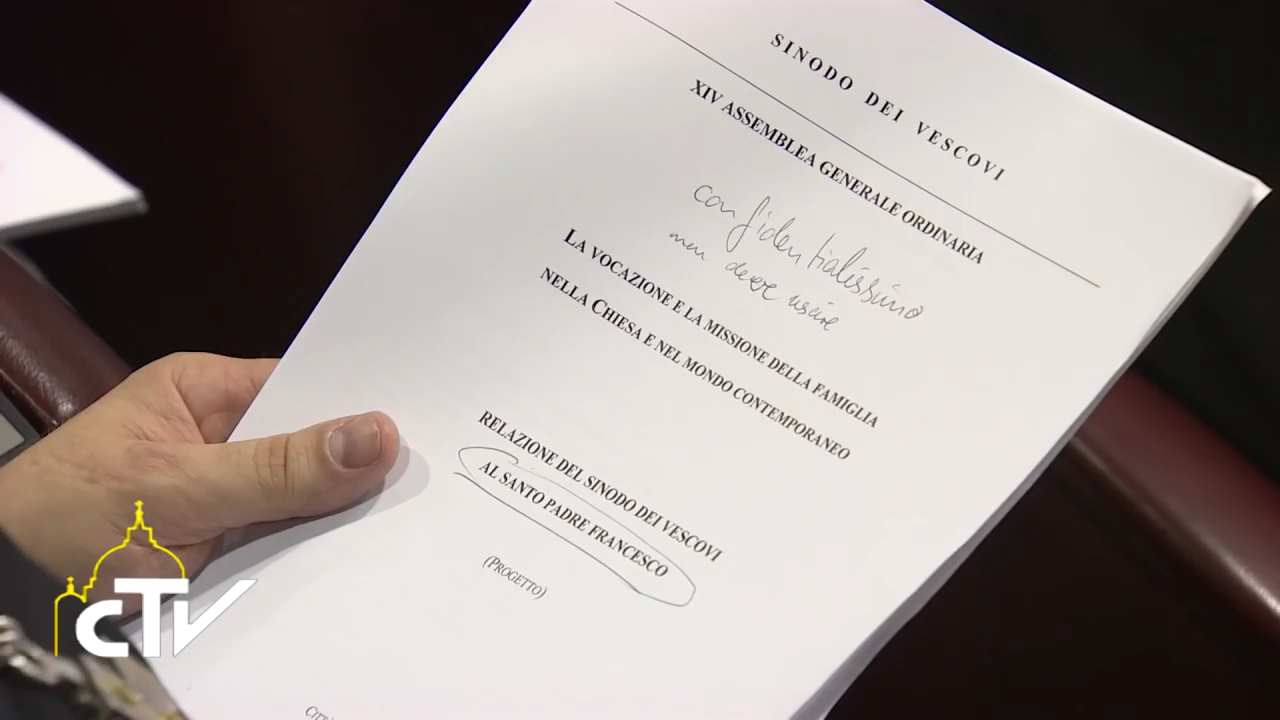 SINODO DEI VESCOVI
XIV ASSEMBLEA GENERALE ORDINARIA
confidentialissimo
non deve uscire
LA VOCAZIONE E LA MISSIONE DELLA FAMIGLIA
NELLA CHIESA E NEL MONDO CONTEMPORANEO
RELAZIONE DEL SINODO DEI VESCOVI
AL SANTO PADRE FRANCESCO
(PROGETTO)
CTV